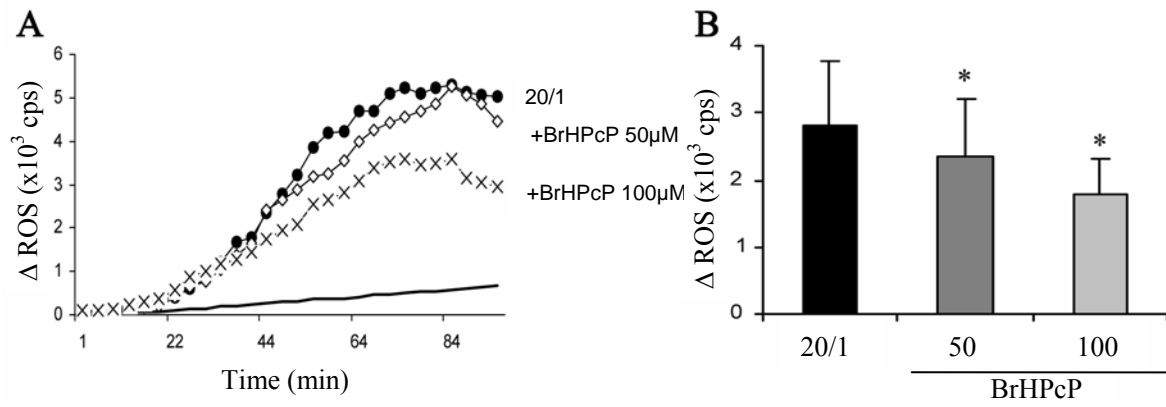 A
Δ ROS (x10³ cps)
6
5
4
3
2
1
0
1 22 44 64 84
Time (min)
20/1
+BrHPcP 50µM
+BrHPcP 100µM
B
Δ ROS (x10³ cps)
4
3
2
1
0
*
*
20/1 50 100
BrHPcP